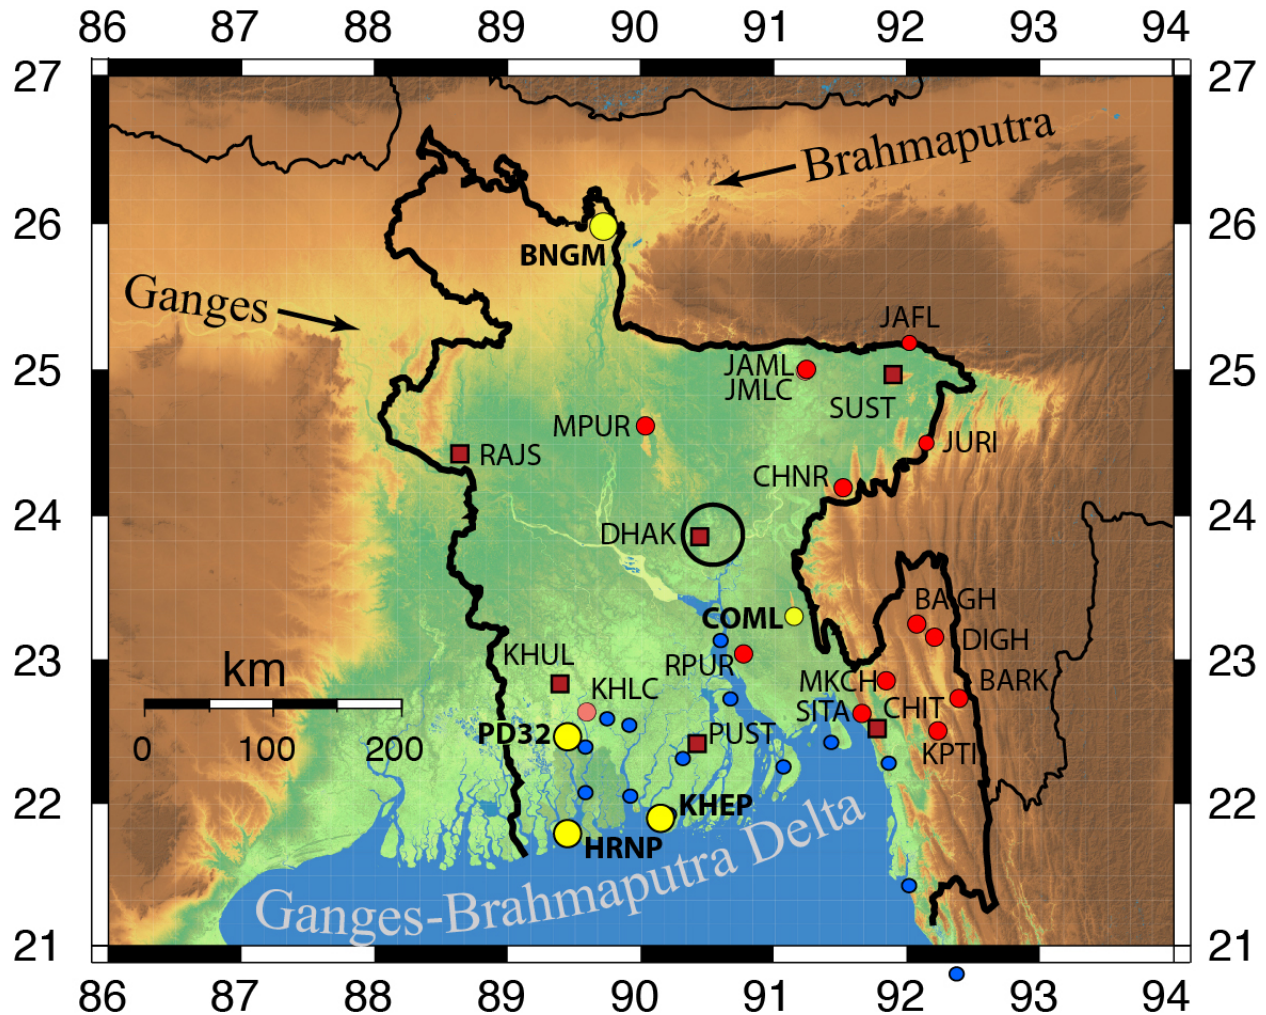 86 87 88 89 90 91 92 93 94
27 27
Brahmaputra
26 26
BNGM
Ganges
JAFL
25 25
JAML
JMLC
SUST
MPUR
JURI
RAJS
CHNR
24 24
DHAK
BAIGH
COML
DIGH
23 23
KHUL
RPUR
km
MKCH
BARK
KHLC
SITA
CHIT
PD32
PUST
0 100 200
KPTI
22 22
KHEP
HRNP
Ganges-Brahmaputra Delta
21 21
86 87 88 89 90 91 92 93 94